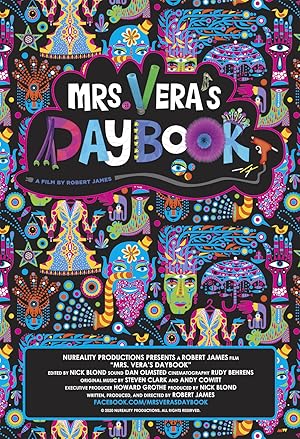 MRS VERA'S
DAYBOOK
A FILM BY ROBERT JAMES
NUREALITY PRODUCTIONS PRESENTS A ROBERT JAMES FILM
"MRS. VERA'S DAYBOOK"
EDITED BY NICK BLOND SOUND DAN OLMSTED CINEMATOGRAPHY RUDY BEHRENS
ORIGINAL MUSIC BY STEVEN CLARK AND ANDY COWITT
EXECUTIVE PRODUCER HOWARD GROTHE PRODUCED BY NICK BLOND
WRITTEN, PRODUCED, AND DIRECTED BY ROBERT JAMES
FACEBOOK.COM/MRSVERASDAYBOOK
© 2020 NUREALITY PRODUCTIONS. ALL RIGHTS RESERVED.